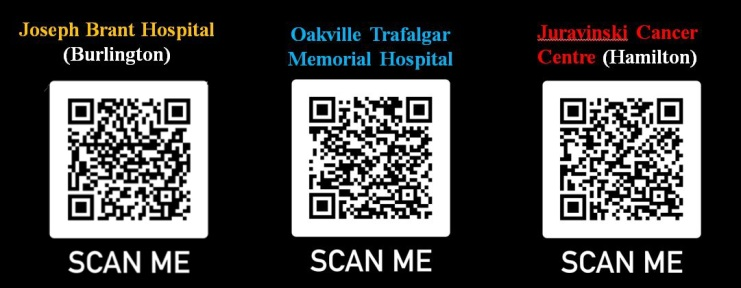 Joseph Brant Hospital
(Burlington)
SCAN ME
Oakville Trafalgar
Memorial Hospital
SCAN ME
Juravinski Cancer
Centre (Hamilton)
SCAN ME